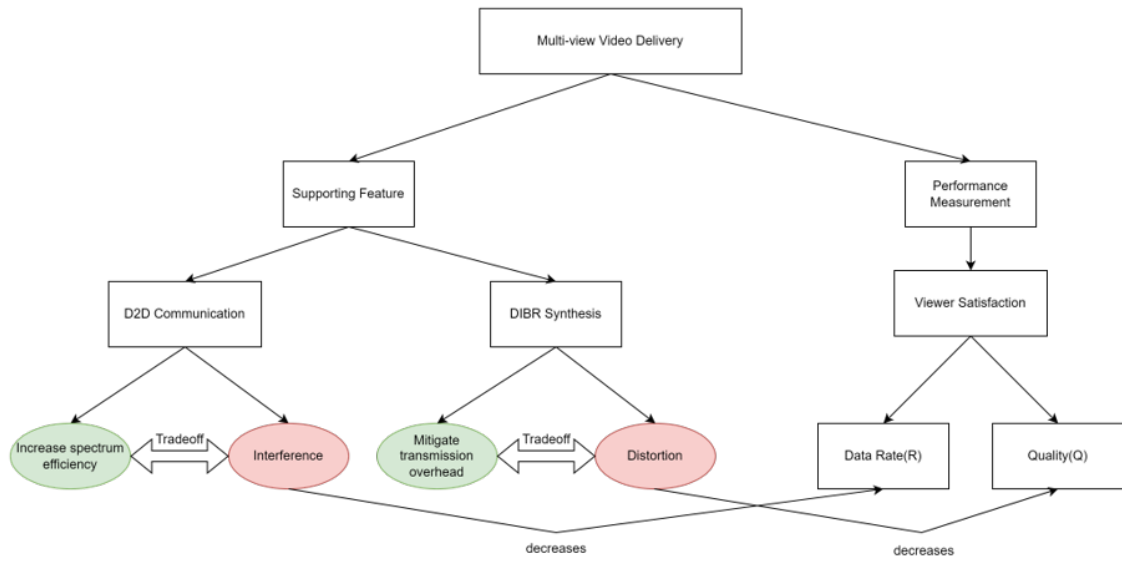 Multi-view Video Delivery
Supporting Feature
Performance
Measurement
D2D Communication
DIBR Synthesis
Viewer Satisfaction
Increase spectrum
efficiency
Tradeoff
Interference
Mitigate
transmission
overhead
Tradeoff
Distortion
Data Rate(R)
Quality(Q)
decreases
decreases